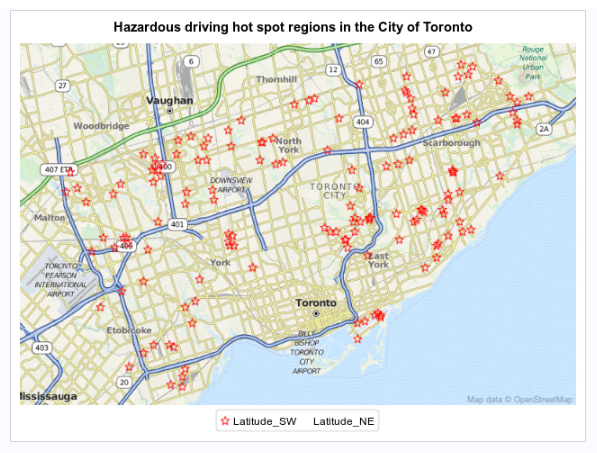 Hazardous driving hot spot regions in the City of Toronto
Rouge
National
Urban
Park
67
6
65
12
27
Thornhill
Vaughan
404
Woodbridge
2A
North
York
Scarborough
407 ETR
400
DOWNSVIEW
AIRPORT
TORONTO
CITY
Malton
401
409
York
East
York
TORONTO
PEARSON
INTERNATIONAL
AIRPORT
Toronto
Etobicoke
BILLY
BISHOP
TORONTO
CITY
AIRPORT
403
20
Mississauga
Map data © OpenStreetMap
Latitude_SW Latitude_NE